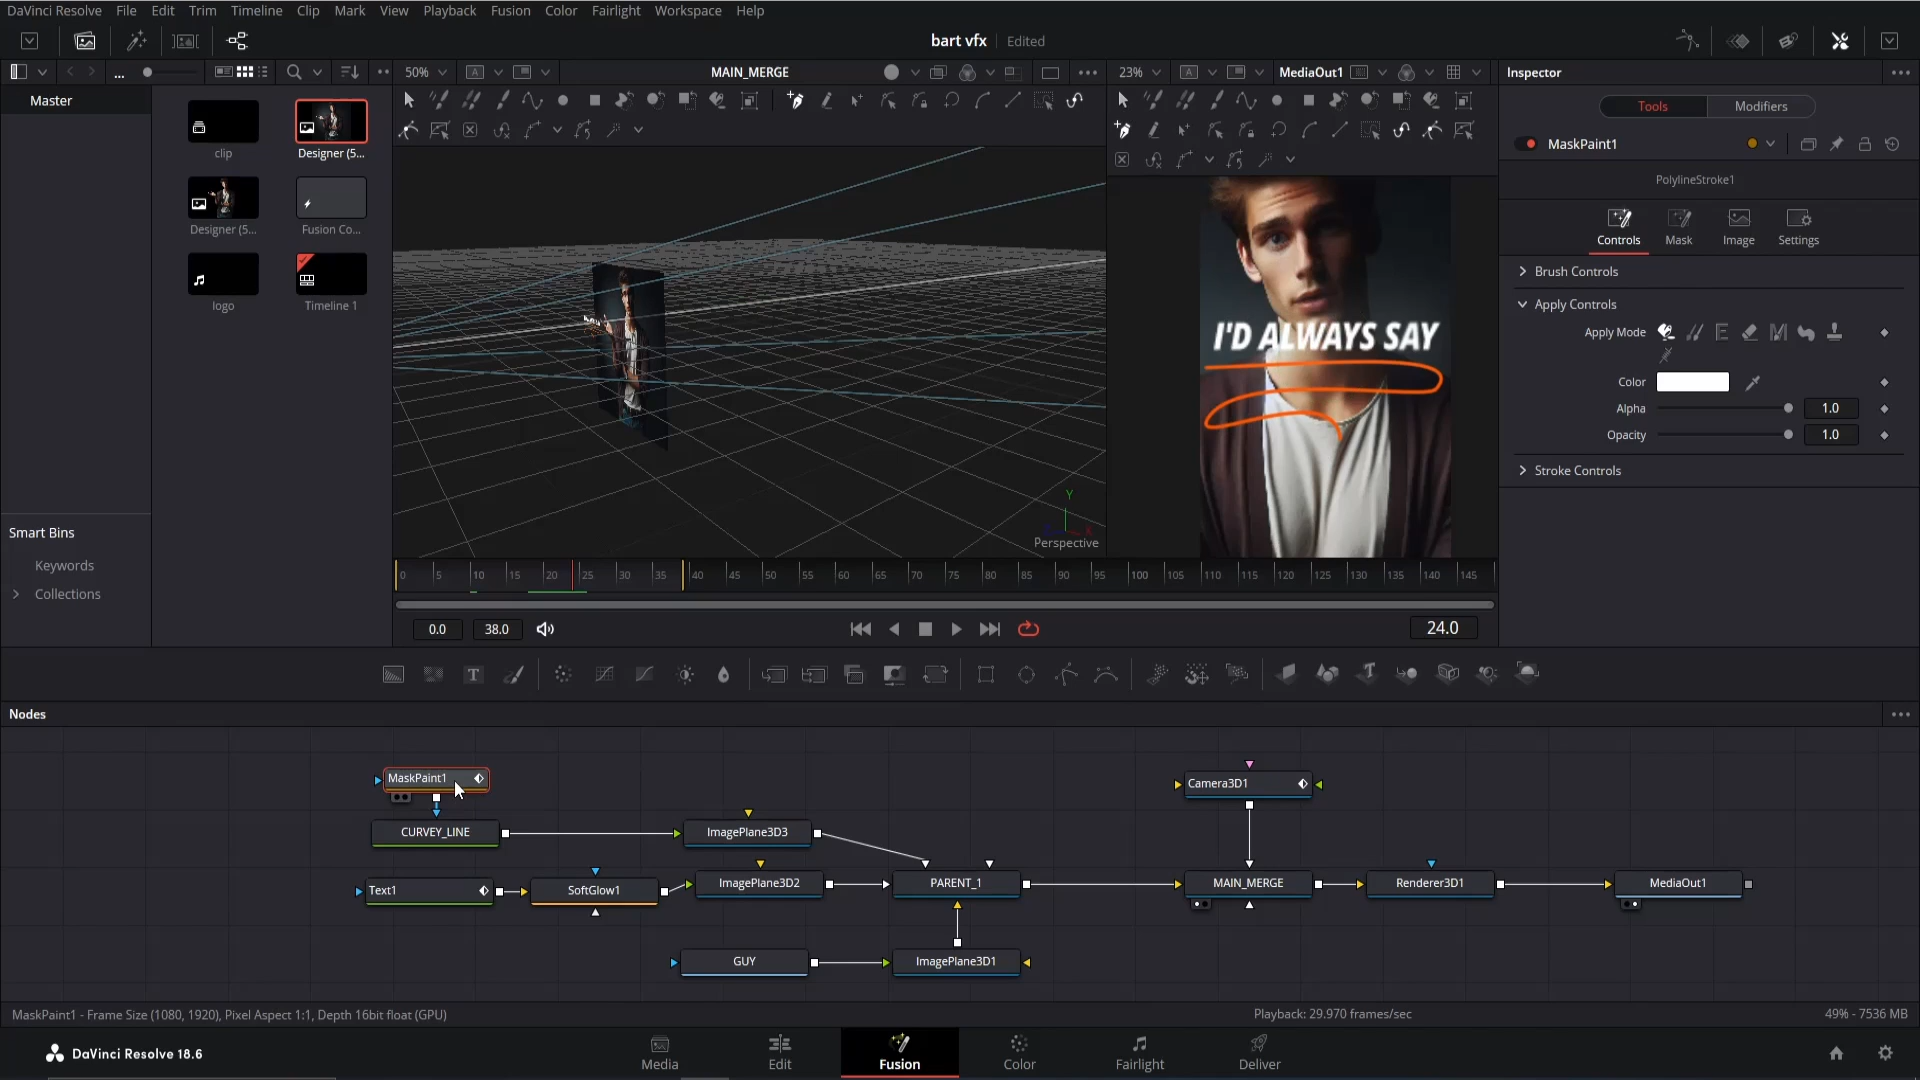 DaVinci Resolve File Edit Trim Timeline Clip Mark View Playback Fusion Color Fairlight Workspace Help
bart vfx Edited
... 50% A MAIN_MERGE 23% A MediaOut1 Inspector
Master
Tools Modifiers
clip
Designer (5...
MaskPaint1
PolylineStroke1
Designer (5...
Fusion Co...
Controls Mask Image Settings
logo
Timeline 1
Brush Controls
Apply Controls
Apply Mode
Color
Alpha 1.0
Opacity 1.0
Stroke Controls
I'D ALWAYS SAY
Y
Perspective
Smart Bins
Keywords
Collections
0 5 10 15 20 25 30 35 40 45 50 55 60 65 70 75 80 85 90 95 100 105 110 115 120 125 130 135 140 145
0.0 38.0 24.0
Nodes
MaskPaint1
Camera3D1
CURVEY_LINE
ImagePlane3D3
Text1
SoftGlow1
ImagePlane3D2
PARENT_1
MAIN_MERGE
Renderer3D1
MediaOut1
GUY
ImagePlane3D1
MaskPaint1 - Frame Size (1080, 1920), Pixel Aspect 1:1, Depth 16bit float (GPU) Playback: 29.970 frames/sec 49% - 7536 MB
DaVinci Resolve 18.6
Media Edit Fusion Color Fairlight Deliver